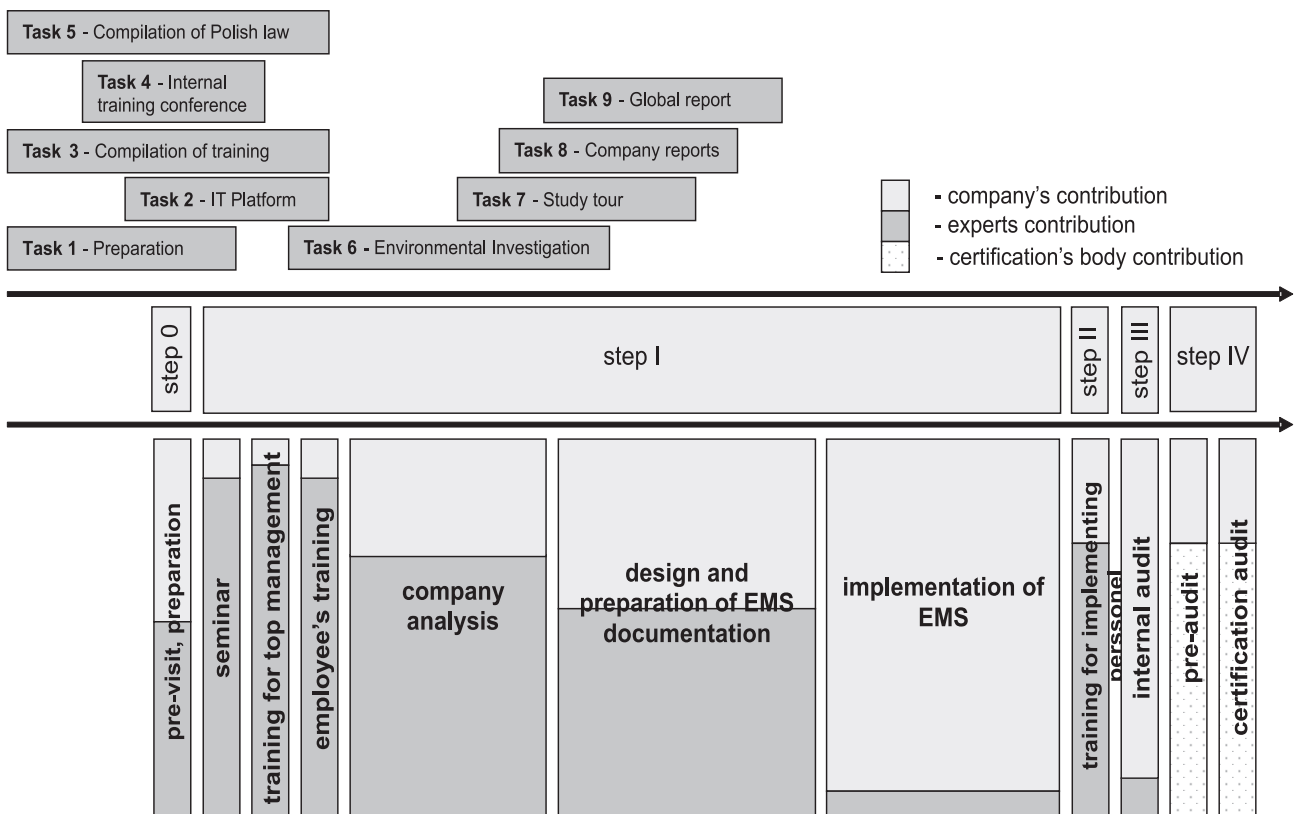 Task 5 - Compilation of Polish law
Task 4 - Internal
training conference
Task 9 - Global report
Task 3 - Compilation of training
Task 8 - Company reports
Task 2 - IT Platform
Task 7 - Study tour
Task 1 - Preparation
Task 6 - Environmental Investigation
- company's contribution
- experts contribution
- certification's body contribution
step 0
step I
step II
step III
step IV
pre-visit, preparation
seminar
training for top management
employee's training
company
analysis
design and
preparation of EMS
documentation
implementation of
EMS
training for implementing
perssonel
internal audit
pre-audit
certification audit